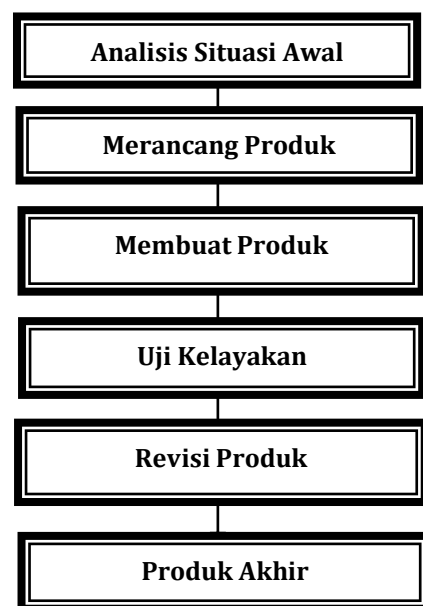 Analisis Situasi Awal
Merancang Produk
Membuat Produk
Uji Kelayakan
Revisi Produk
Produk Akhir